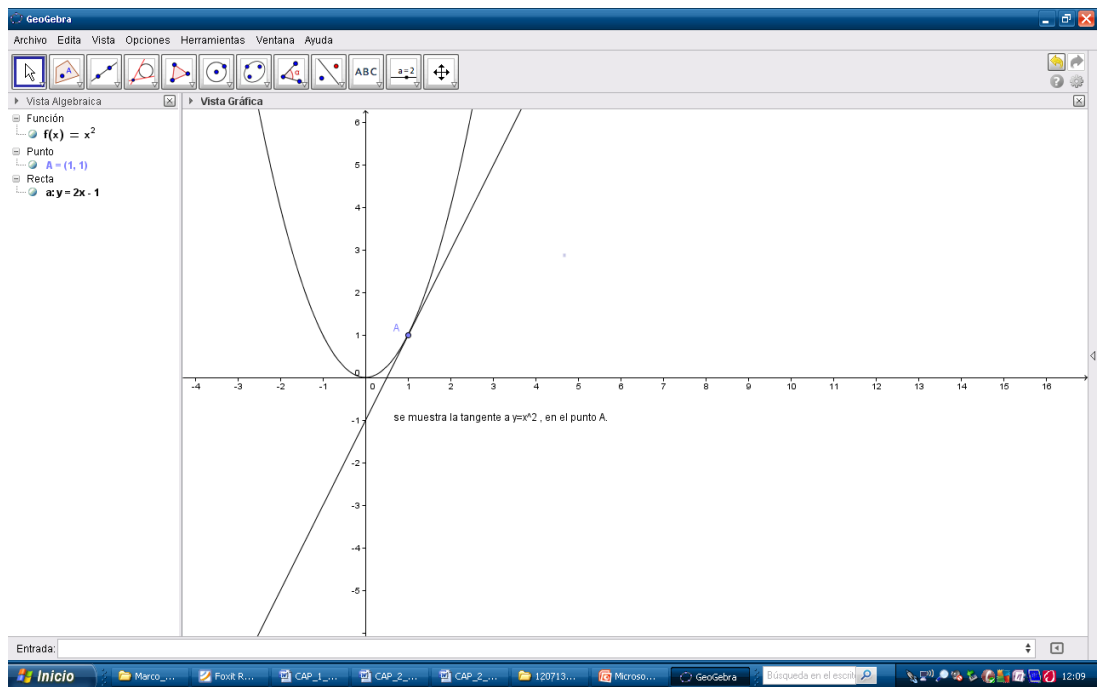 GeoGebra
Archivo Edita Vista Opciones Herramientas Ventana Ayuda
A α ABC a=2
Vista Algebraica
Vista Gráfica
Función
f(x) = x²
Punto
A = (1, 1)
Recta
a: y = 2x - 1
6
5
4
3
2
1
0
-4 -3 -2 -1 0 1 2 3 4 5 6 7 8 9 10 11 12 13 14 15 16
A
-1
se muestra la tangente a y=x^2 , en el punto A.
-2
-3
-4
-5
Entrada:
Inicio Marco_... Foxit R... CAP_1_... CAP_2_... CAP_2_... 120713... Microso... GeoGebra Búsqueda en el escrit 12:09